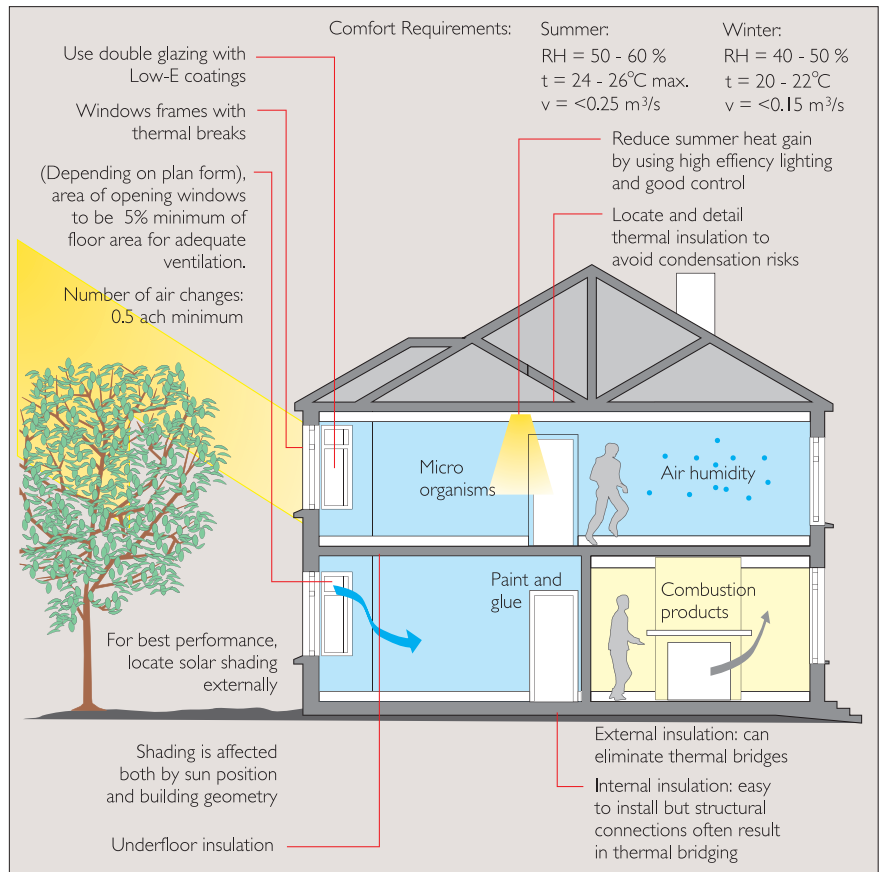 Comfort Requirements:
Summer:
RH = 50 - 60 %
t = 24 - 26°C max.
v = <0.25 m³/s
Winter:
RH = 40 - 50 %
t = 20 - 22°C
v = <0.15 m³/s
Use double glazing with
Low-E coatings
Windows frames with
thermal breaks
(Depending on plan form),
area of opening windows
to be 5% minimum of
floor area for adequate
ventilation.
Number of air changes:
0.5 ach minimum
Reduce summer heat gain
by using high effiency lighting
and good control
Locate and detail
thermal insulation to
avoid condensation risks
Micro
organisms
Air humidity
Paint and
glue
Combustion
products
For best performance,
locate solar shading
externally
Shading is affected
both by sun position
and building geometry
Underfloor insulation
External insulation: can
eliminate thermal bridges
Internal insulation: easy
to install but structural
connections often result
in thermal bridging